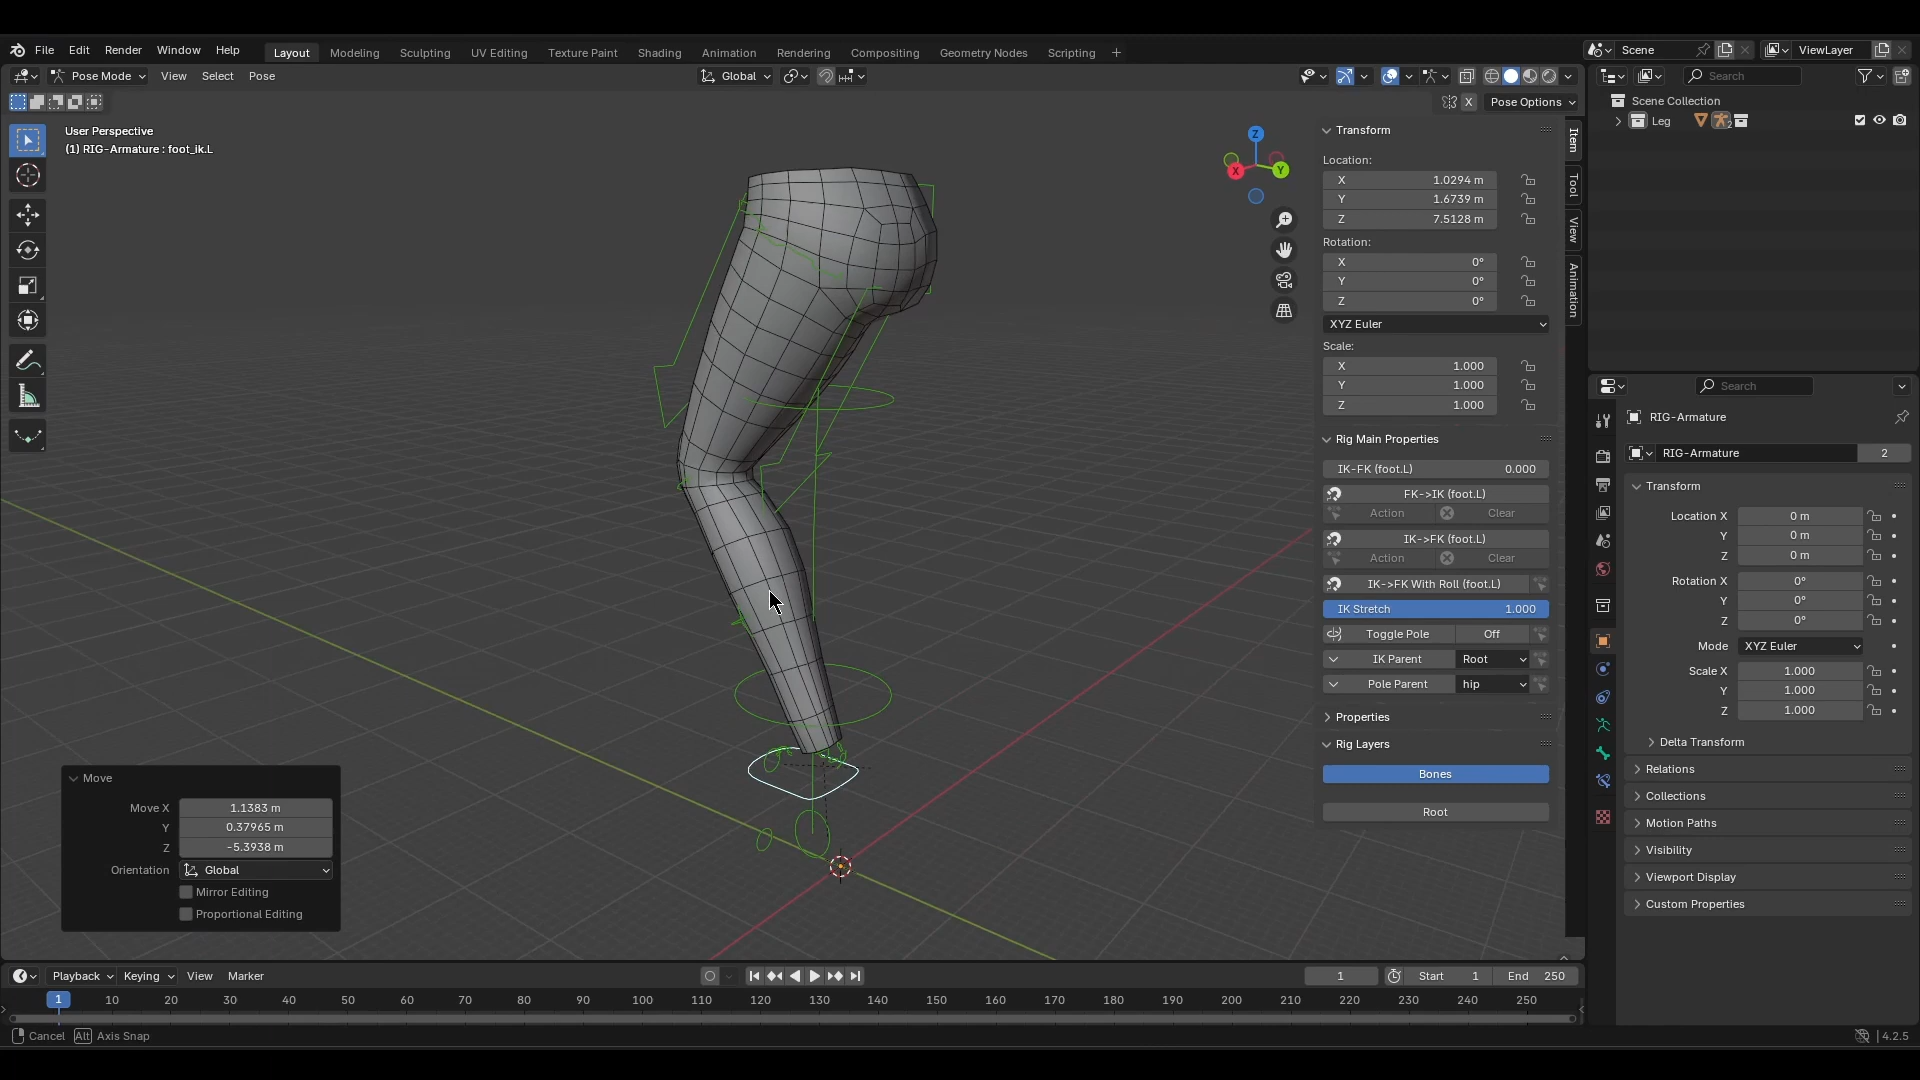 File Edit Render Window Help Layout Modeling Sculpting UV Editing Texture Paint Shading Animation Rendering Compositing Geometry Nodes Scripting + Scene ViewLayer
Pose Mode View Select Pose Global Search
X Pose Options
Scene Collection
Leg 2
User Perspective
(1) RIG-Armature : foot_ik.L
Z
X
Y
Item
Tool
View
Animation
Transform
Location:
X 1.0294 m
Y 1.6739 m
Z 7.5128 m
Rotation:
X 0°
Y 0°
Z 0°
XYZ Euler
Scale:
X 1.000
Y 1.000
Z 1.000
Rig Main Properties
IK-FK (foot.L) 0.000
FK->IK (foot.L)
Action Clear
IK->FK (foot.L)
Action Clear
IK->FK With Roll (foot.L)
IK Stretch 1.000
Toggle Pole Off
IK Parent Root
Pole Parent hip
Properties
Rig Layers
Bones
Root
Search
RIG-Armature
RIG-Armature 2
Transform
Location X 0 m
Y 0 m
Z 0 m
Rotation X 0°
Y 0°
Z 0°
Mode XYZ Euler
Scale X 1.000
Y 1.000
Z 1.000
Delta Transform
Relations
Collections
Motion Paths
Visibility
Viewport Display
Custom Properties
Move
Move X 1.1383 m
Y 0.37965 m
Z -5.3938 m
Orientation Global
Mirror Editing
Proportional Editing
Playback Keying View Marker 1 Start 1 End 250
1 10 20 30 40 50 60 70 80 90 100 110 120 130 140 150 160 170 180 190 200 210 220 230 240 250
Cancel Alt Axis Snap 4.2.5